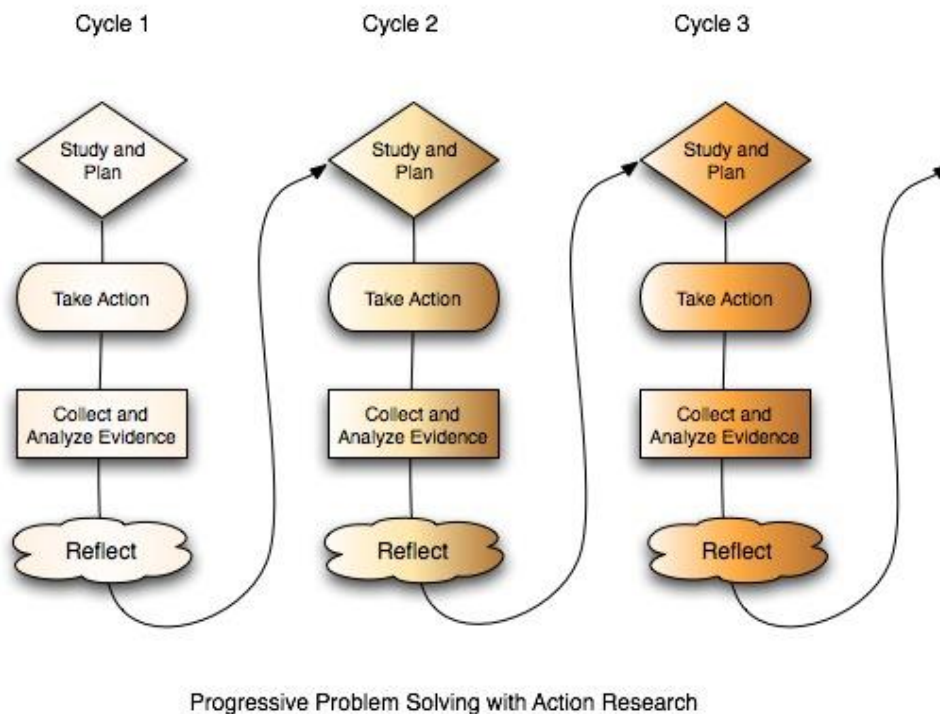 Cycle 1
Cycle 2
Cycle 3
Study and
Plan
Take Action
Collect and
Analyze Evidence
Reflect
Study and
Plan
Take Action
Collect and
Analyze Evidence
Reflect
Study and
Plan
Take Action
Collect and
Analyze Evidence
Reflect
Progressive Problem Solving with Action Research